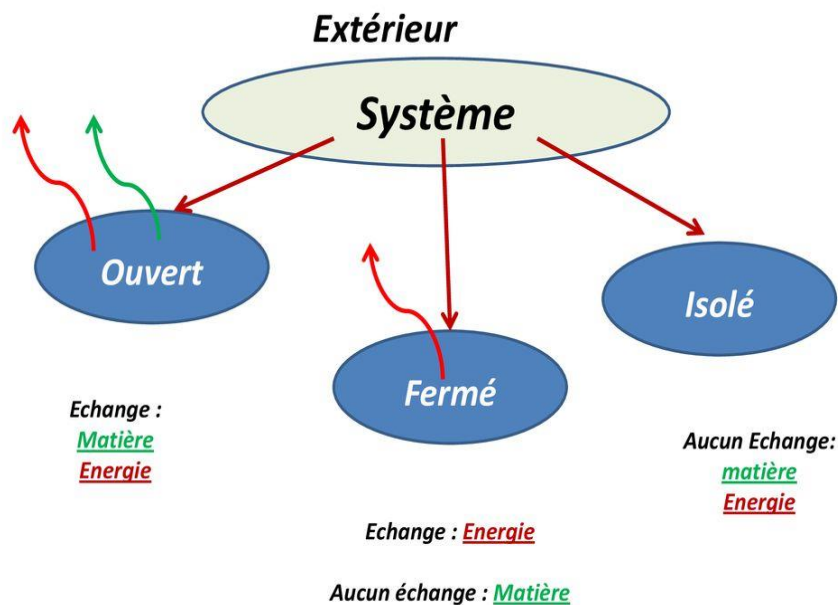 Extérieur
Système
Ouvert
Isolé
Fermé
Echange :
Matière
Energie
Aucun Echange:
matière
Energie
Echange : Energie
Aucun échange : Matière